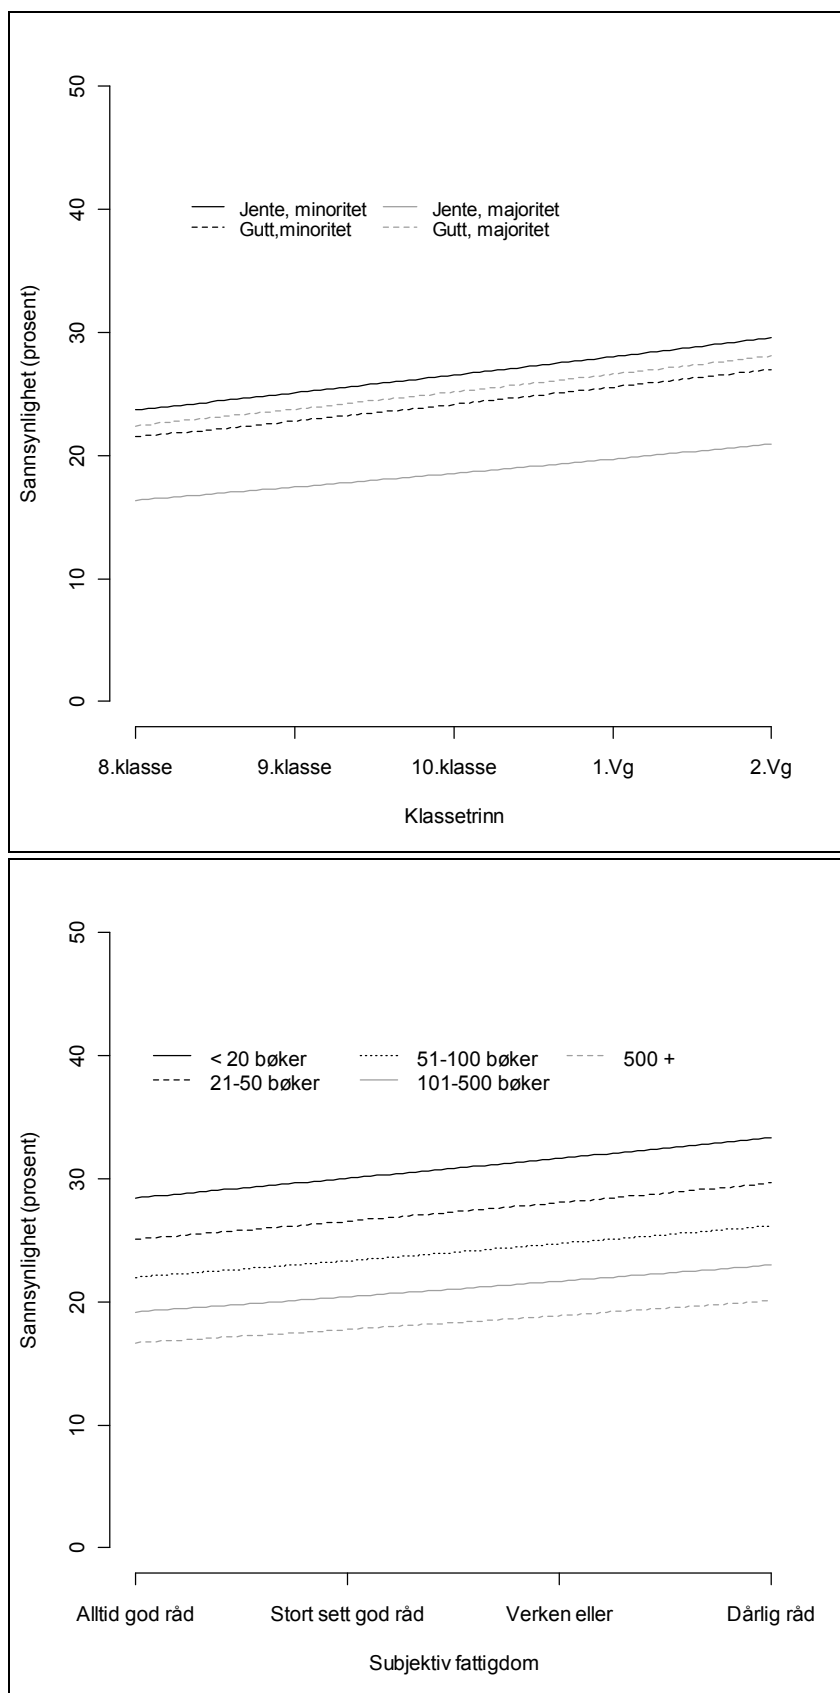 50
40
Jente, minoritet Jente, majoritet
Gutt,minoritet Gutt, majoritet
30
Sannsynlighet (prosent)
20
10
0
8.klasse 9.klasse 10.klasse 1.Vg 2.Vg
Klassetrinn
50
40
< 20 bøker 51-100 bøker 500 +
21-50 bøker 101-500 bøker
30
Sannsynlighet (prosent)
20
10
0
Alltid god råd Stort sett god råd Verken eller Dårlig råd
Subjektiv fattigdom